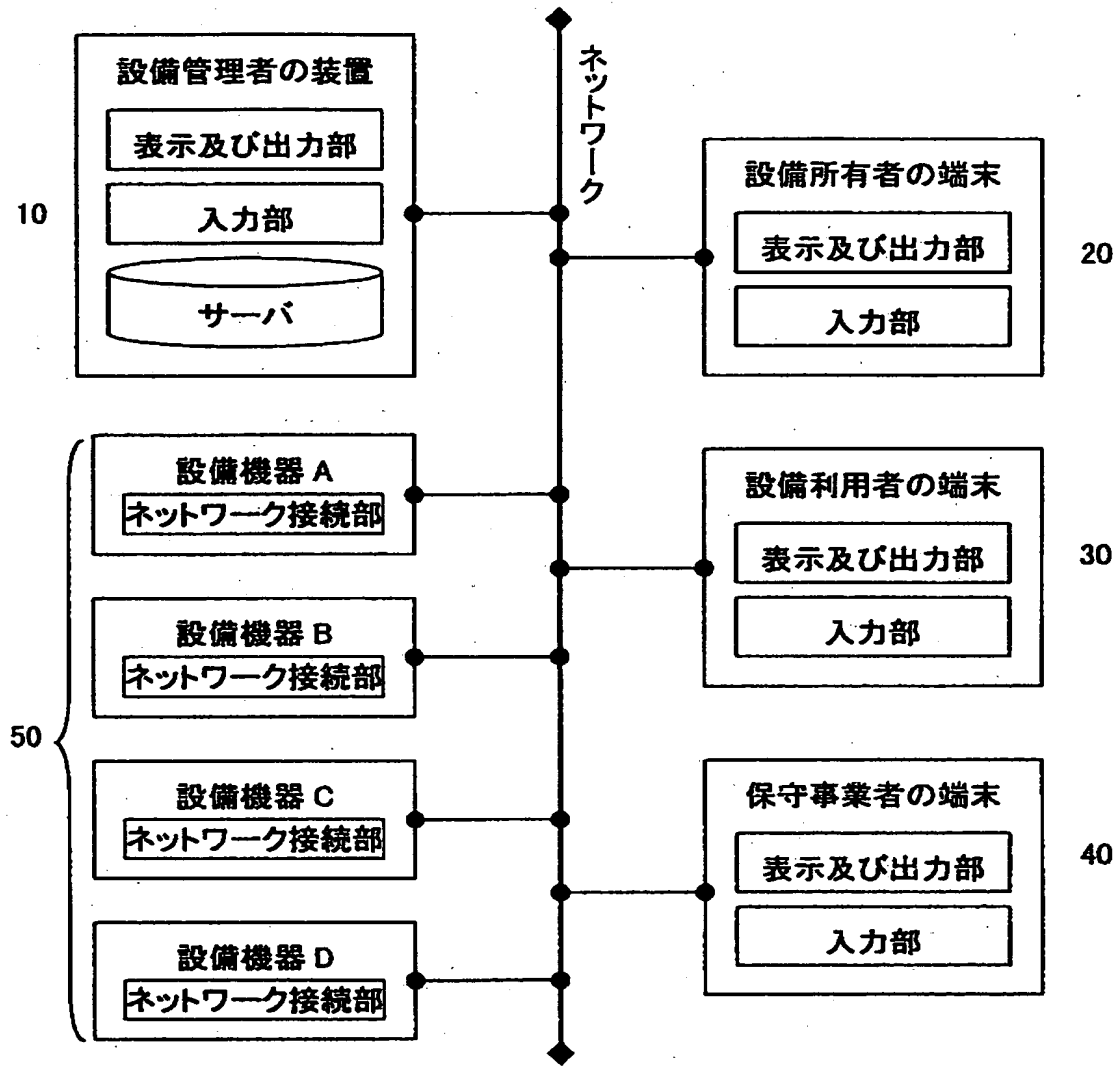 設備管理者の装置
表示及び出力部
入力部
サーバ
10
ネットワーク
設備所有者の端末
表示及び出力部
入力部
20
設備機器 A
ネットワーク接続部
設備機器 B
ネットワーク接続部
設備機器 C
ネットワーク接続部
設備機器 D
ネットワーク接続部
50
設備利用者の端末
表示及び出力部
入力部
30
保守事業者の端末
表示及び出力部
入力部
40